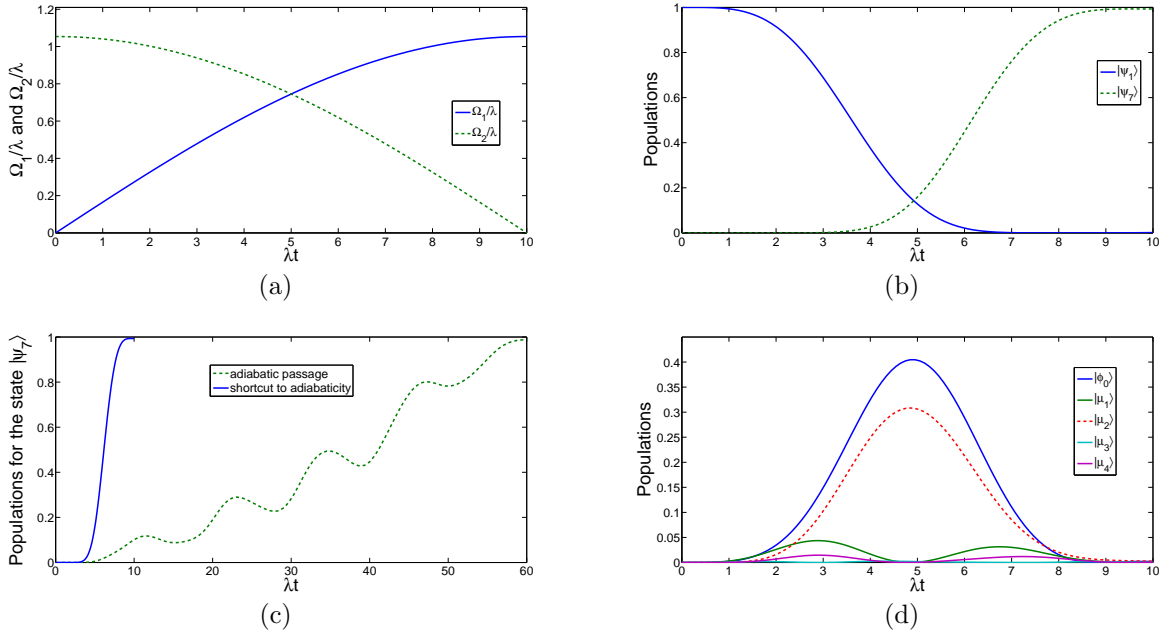 1.2
1
0.8
0.6
0.4
0.2
0
0 1 2 3 4 5 6 7 8 9 10
Ω₁/λ and Ω₂/λ
λt
Ω₁/λ
Ω₂/λ
(a)
1
0.8
0.6
0.4
0.2
0
0 1 2 3 4 5 6 7 8 9 10
Populations
λt
|ψ₁⟩
|ψ₇⟩
(b)
1
0.8
0.6
0.4
0.2
0
0 10 20 30 40 50 60
Populations for the state |ψ₇⟩
λt
adiabatic passage
shortcut to adiabaticity
(c)
0.4
0.35
0.3
0.25
0.2
0.15
0.1
0.05
0
0 1 2 3 4 5 6 7 8 9 10
Populations
λt
|ϕ₀⟩
|μ₁⟩
|μ₂⟩
|μ₃⟩
|μ₄⟩
(d)